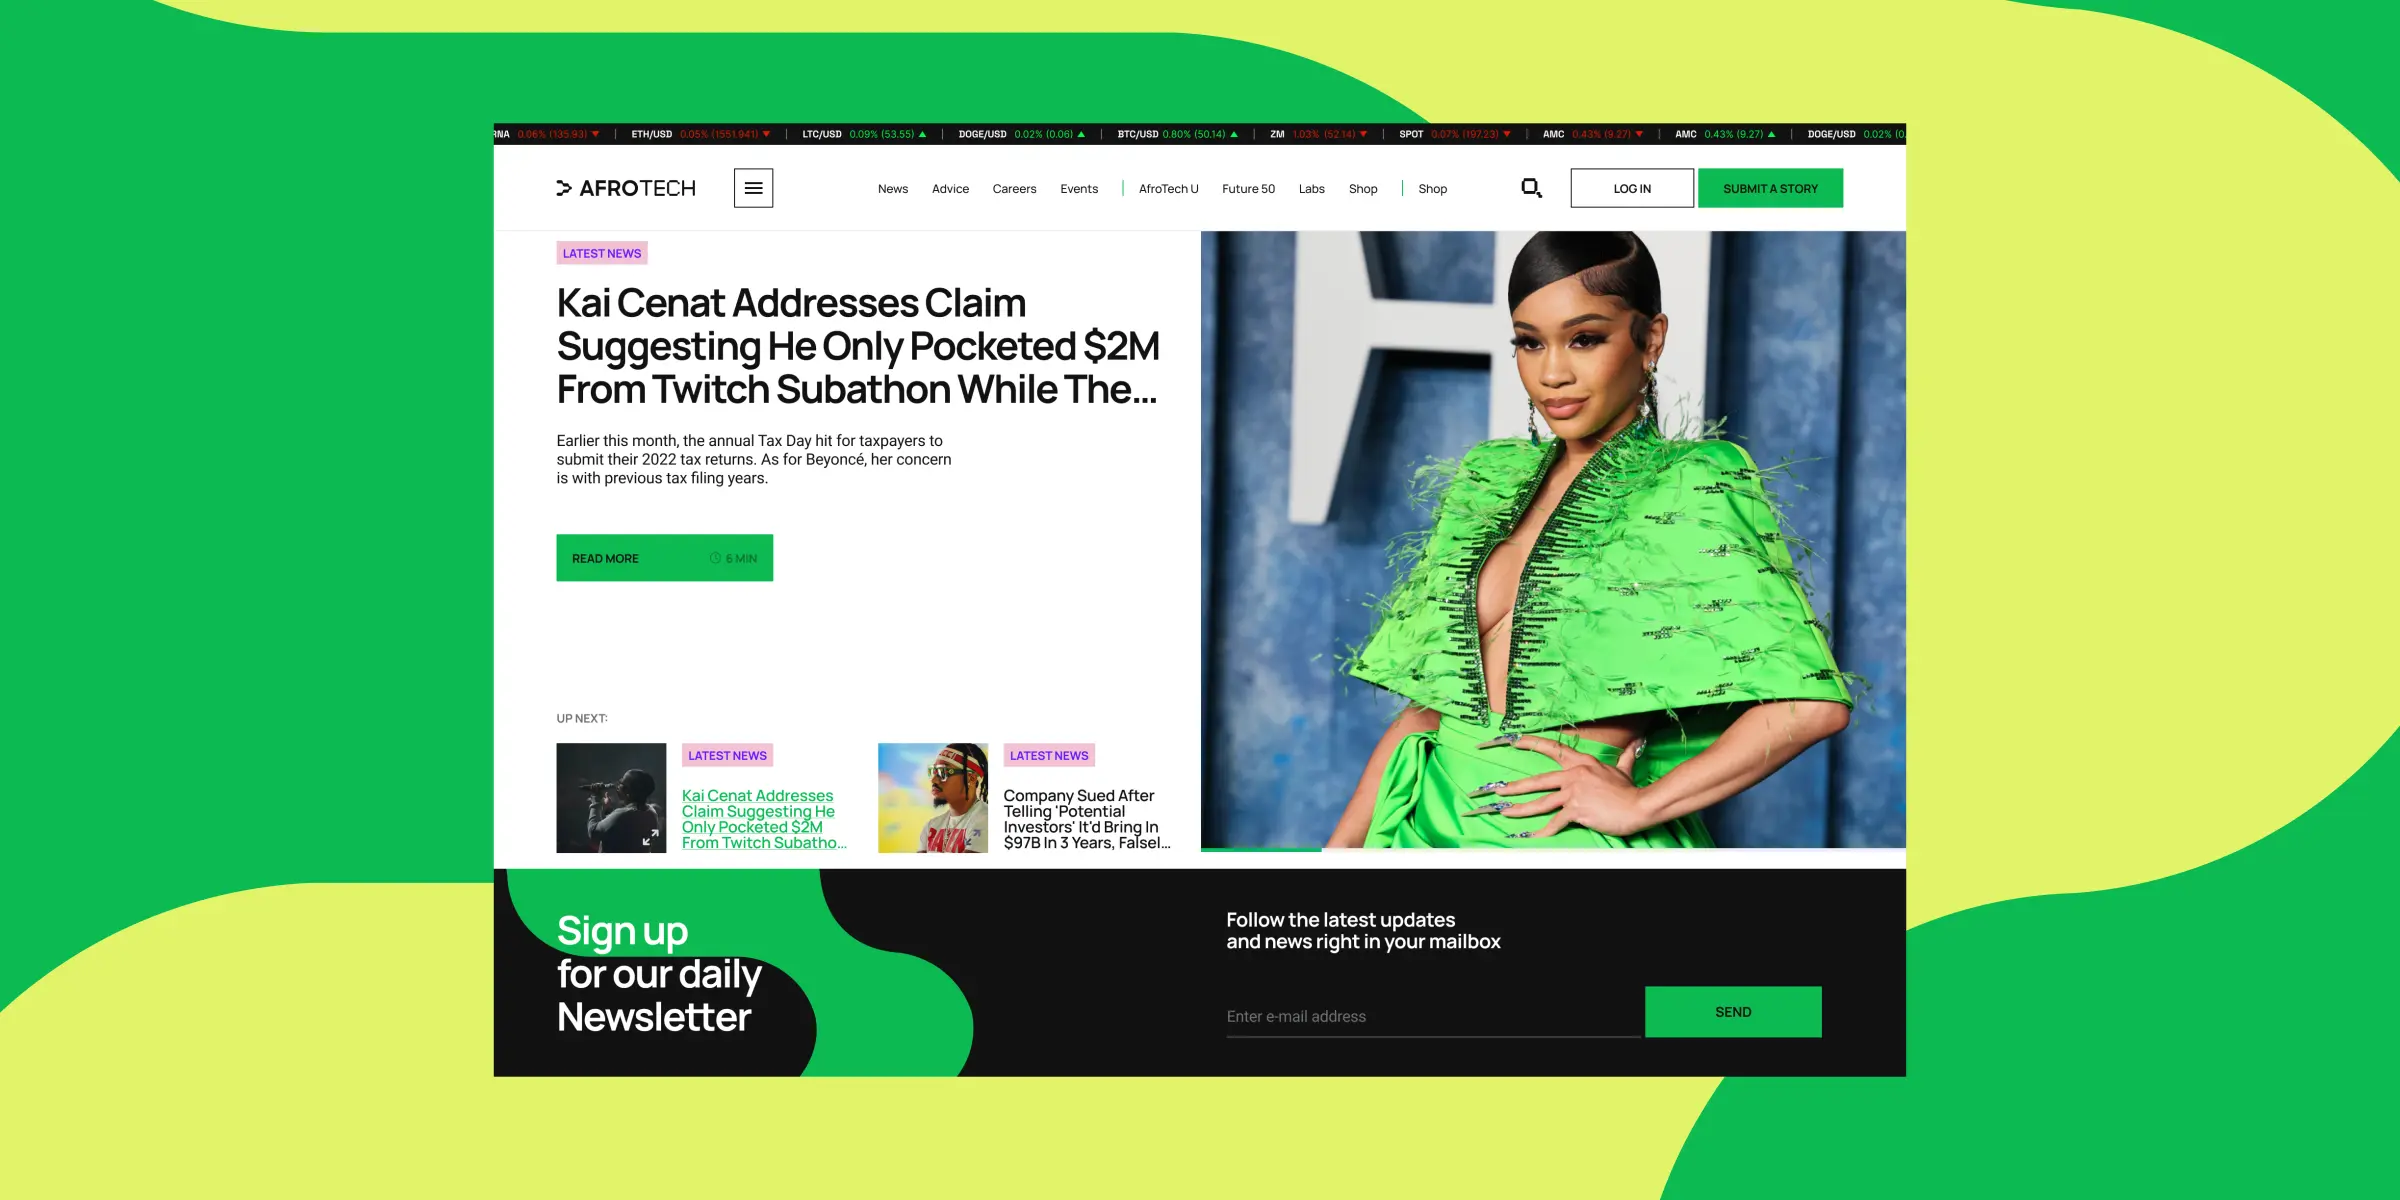 RNA 0.06% (135.93) ▼ | ETH/USD 0.05% (1551.941) ▼ | LTC/USD 0.09% (53.55) ▲ | DOGE/USD 0.02% (0.06) ▲ | BTC/USD 0.80% (50.14) ▲ | ZM 1.03% (52.14) ▼ | SPOT 0.07% (197.23) ▼ | AMC 0.43% (9.27) ▼ | AMC 0.43% (9.27) ▲ | DOGE/USD 0.02% (0.
AFROTECH
News Advice Careers Events | AfroTech U Future 50 Labs Shop | Shop
LOG IN
SUBMIT A STORY
LATEST NEWS
Kai Cenat Addresses Claim
Suggesting He Only Pocketed $2M
From Twitch Subathon While The...
Earlier this month, the annual Tax Day hit for taxpayers to
submit their 2022 tax returns. As for Beyoncé, her concern
is with previous tax filing years.
READ MORE 6 MIN
UP NEXT:
LATEST NEWS
Kai Cenat Addresses
Claim Suggesting He
Only Pocketed $2M
From Twitch Subatho...
LATEST NEWS
Company Sued After
Telling 'Potential
Investors' It'd Bring In
$97B In 3 Years, Falsel...
Sign up
for our daily
Newsletter
Follow the latest updates
and news right in your mailbox
Enter e-mail address
SEND